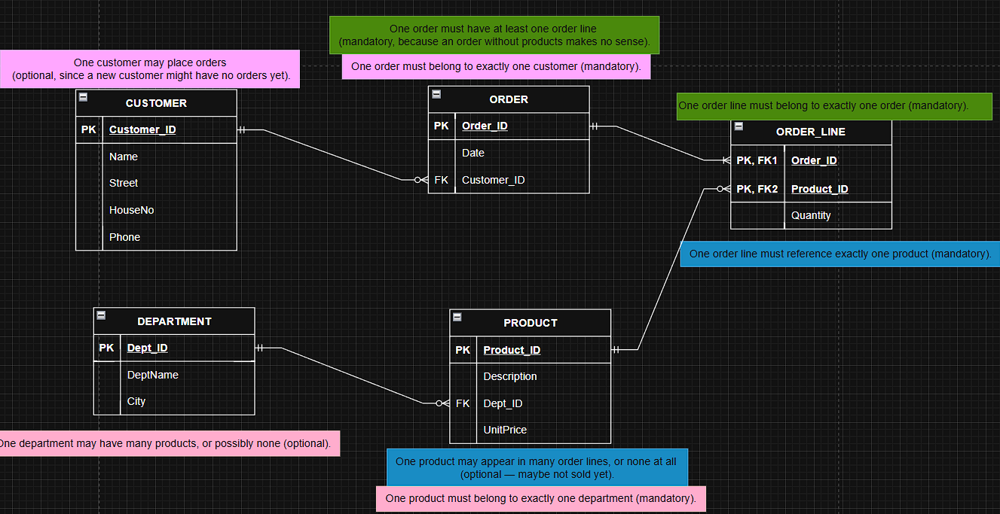 One order must have at least one order line
(mandatory, because an order without products makes no sense).
One customer may place orders
(optional, since a new customer might have no orders yet).
One order must belong to exactly one customer (mandatory).
One order line must belong to exactly one order (mandatory).
CUSTOMER
PK Customer_ID
Name
Street
HouseNo
Phone
ORDER
PK Order_ID
Date
FK Customer_ID
ORDER_LINE
PK, FK1 Order_ID
PK, FK2 Product_ID
Quantity
One order line must reference exactly one product (mandatory).
DEPARTMENT
PK Dept_ID
DeptName
City
PRODUCT
PK Product_ID
Description
FK Dept_ID
UnitPrice
One department may have many products, or possibly none (optional).
One product may appear in many order lines, or none at all
(optional — maybe not sold yet).
One product must belong to exactly one department (mandatory).